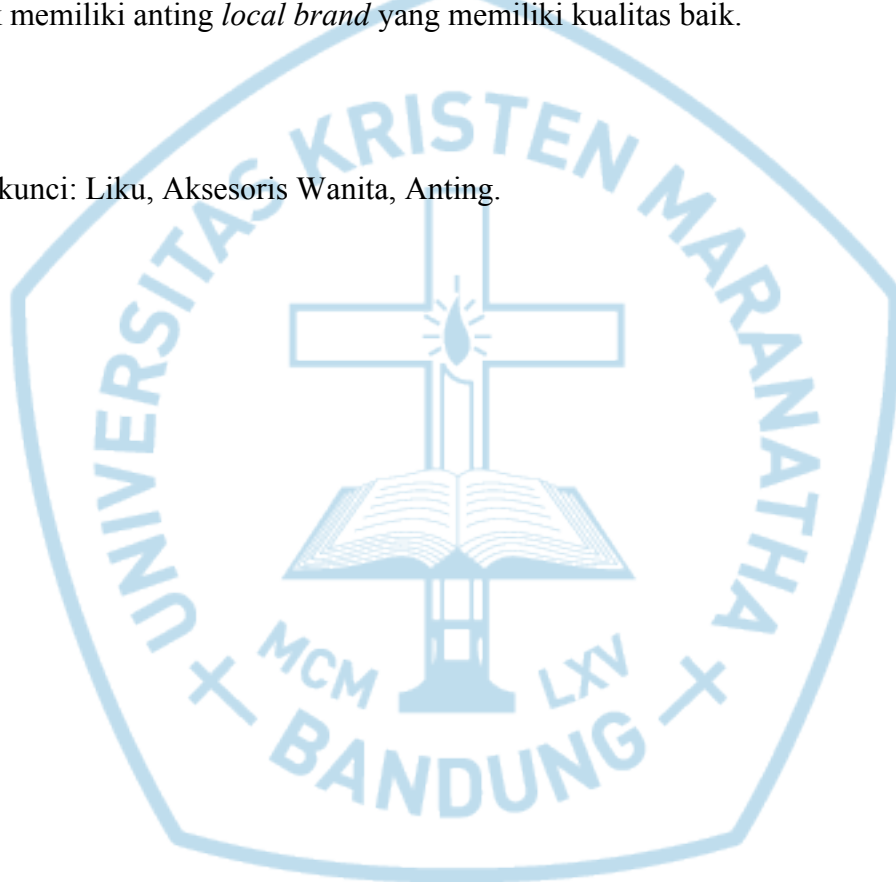 memiliki anting local brand yang memiliki kualitas baik.
kunci: Liku, Aksesoris Wanita, Anting.
UNIVERSITAS KRISTEN MARANATHA
MCM LXV
BANDUNG